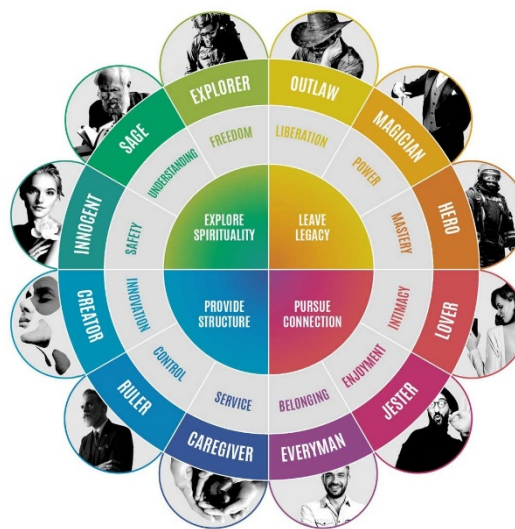 EXPLORER
OUTLAW
MAGICIAN
HERO
LOVER
JESTER
EVERYMAN
CAREGIVER
RULER
CREATOR
INNOCENT
SAGE
FREEDOM
LIBERATION
POWER
MASTERY
INTIMACY
ENJOYMENT
BELONGING
SERVICE
CONTROL
INNOVATION
SAFETY
UNDERSTANDING
EXPLORE
SPIRITUALITY
LEAVE
LEGACY
PROVIDE
STRUCTURE
PURSUE
CONNECTION